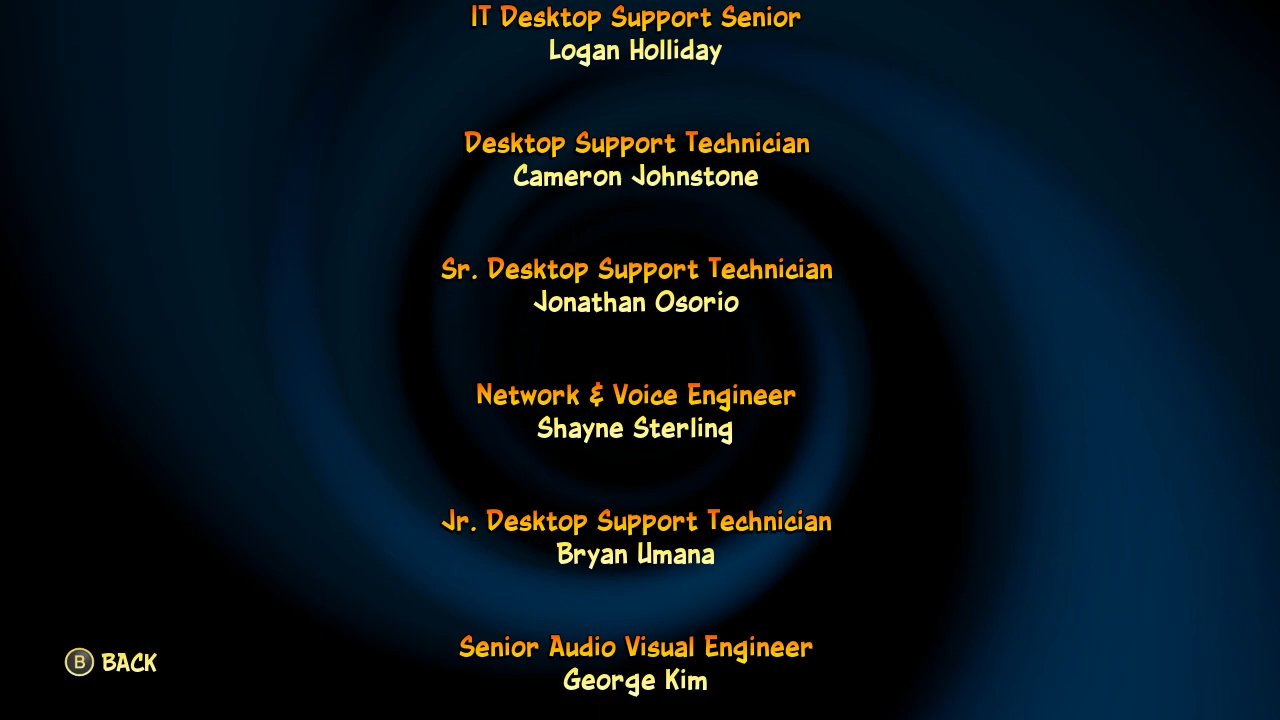 IT Desktop Support Senior
Logan Holliday
Desktop Support Technician
Cameron Johnstone
Sr. Desktop Support Technician
Jonathan Osorio
Network & Voice Engineer
Shayne Sterling
Jr. Desktop Support Technician
Bryan Umana
Senior Audio Visual Engineer
George Kim
B BACK